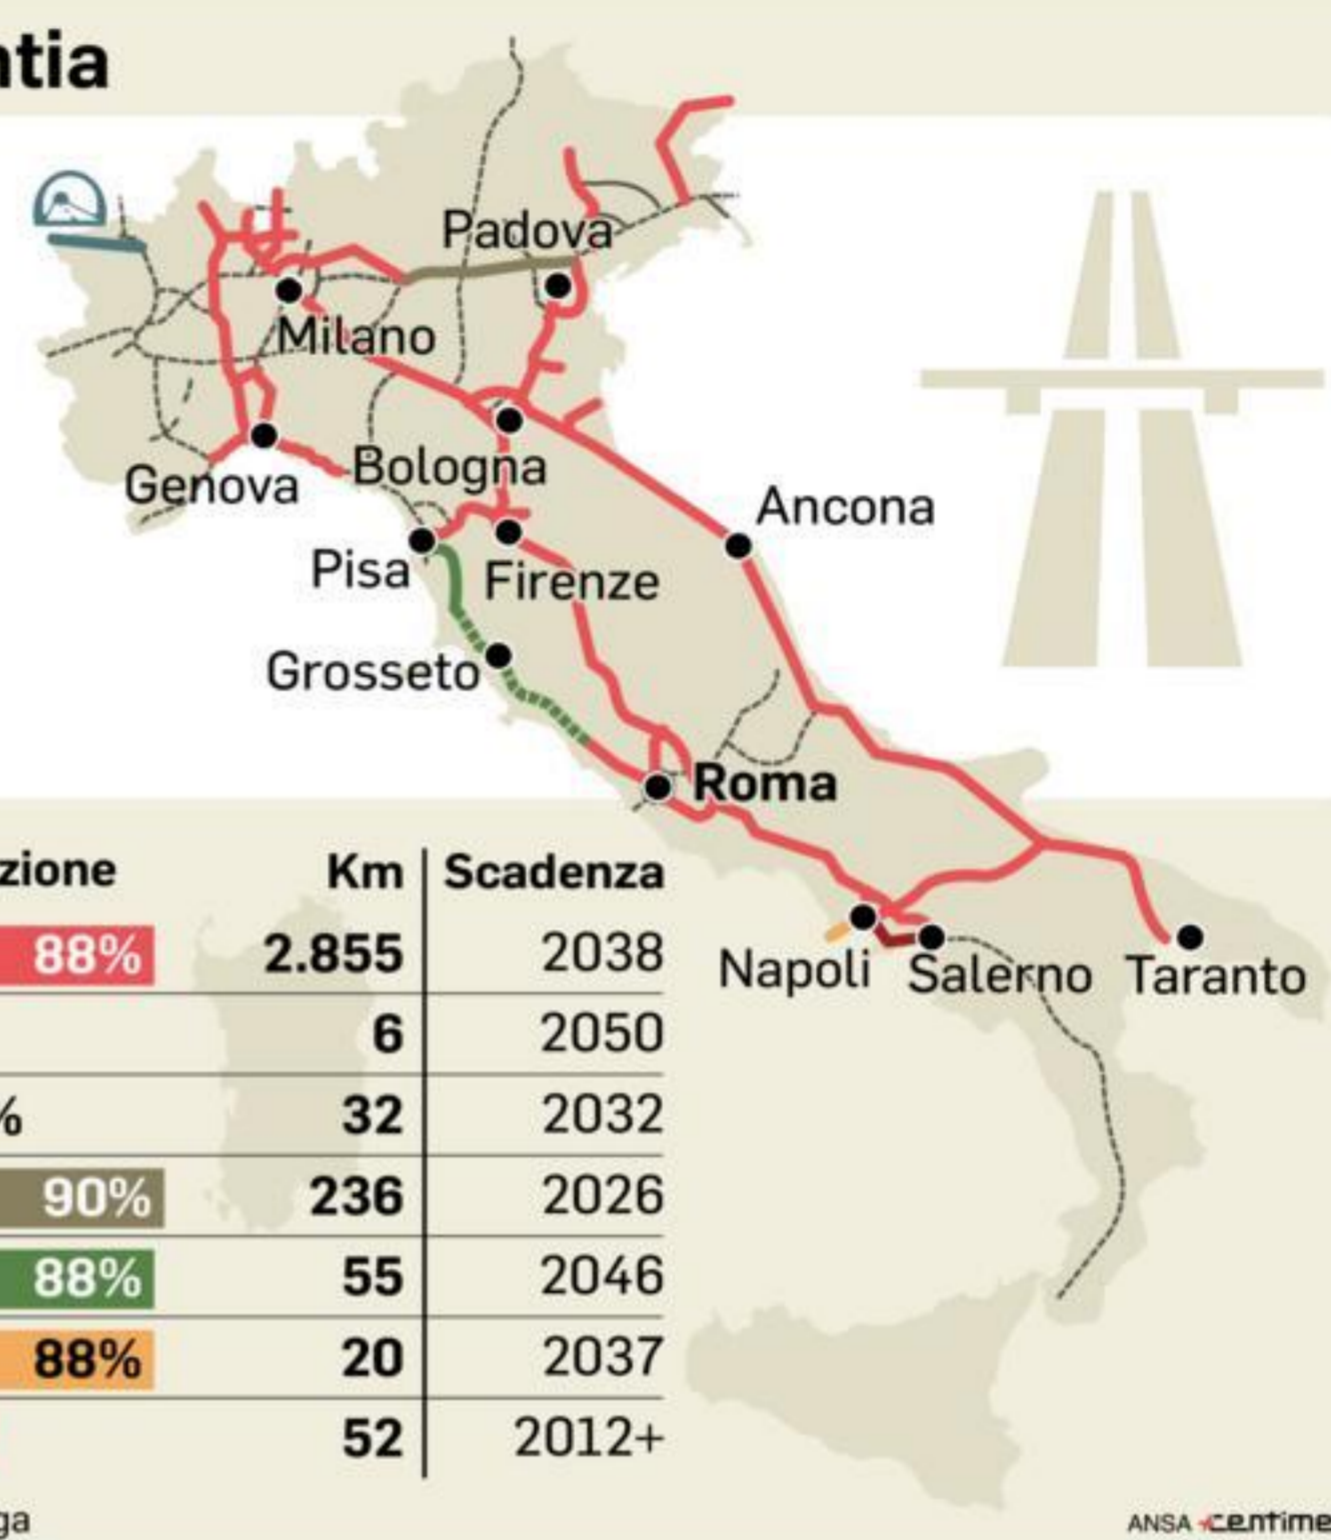 ntia
Padova
Milano
Bologna
Genova
Ancona
Pisa
Firenze
Grosseto
Roma
Napoli
Salerno
Taranto
zione Km Scadenza
88% 2.855 2038
6 2050
% 32 2032
90% 236 2026
88% 55 2046
88% 20 2037
52 2012+
ga
ANSA centime